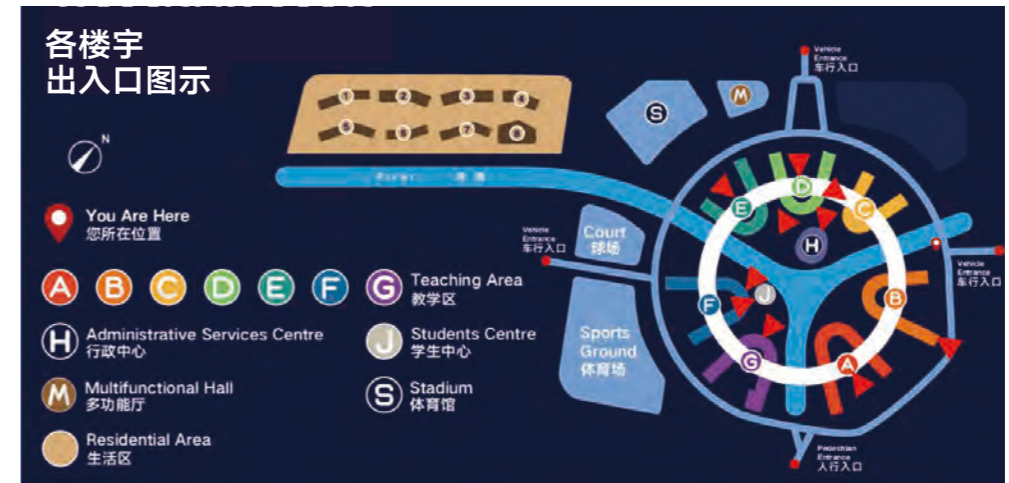 各楼宇
出入口图示
N
You Are Here
您所在位置
A B C D E F G Teaching Area
教学区
H Administrative Services Centre
行政中心
J Students Centre
学生中心
M Multifunctional Hall
多功能厅
S Stadium
体育馆
Residential Area
生活区
1 2 3 4
5 6 7 8
River 河
S
M
Vehicle
Entrance
车行入口
Court
球场
Vehicle
Entrance
车行入口
Sports
Ground
体育场
D
E
C
H
F
J
B
G
A
Vehicle
Entrance
车行入口
Pedestrian
Entrance
人行入口